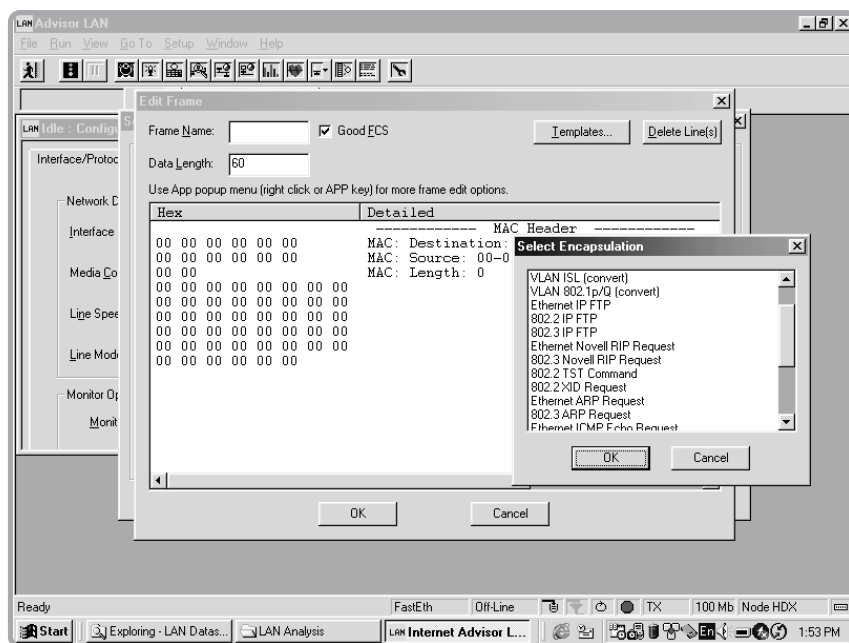 LAN Advisor LAN
File Run View Go To Setup Window Help
Edit Frame
LAN Idle : Configu
Frame Name:
Good FCS
Templates...
Delete Line(s)
Interface/Protoc
Data Length: 60
Use App popup menu (right click or APP key) for more frame edit options.
Network D
Hex
Detailed
------------ MAC Header ------------
Interface
00 00 00 00 00 00 MAC: Destination:
00 00 00 00 00 00 MAC: Source: 00-0
00 00 MAC: Length: 0
Media Co
00 00 00 00 00 00 00 00
00 00 00 00 00 00 00 00
00 00 00 00 00 00 00 00
00 00 00 00 00 00 00 00
00 00 00 00 00 00 00 00
00 00 00 00 00 00
Line Spee
Line Mode
Monitor Op
Monit
Select Encapsulation
VLAN ISL (convert)
VLAN 802.1p/Q (convert)
Ethernet IP FTP
802.2 IP FTP
802.3 IP FTP
Ethernet Novell RIP Request
802.3 Novell RIP Request
802.2 TST Command
802.2 XID Request
Ethernet ARP Request
802.3 ARP Request
Ethernet ICMP Echo Request
OK
Cancel
OK
Cancel
Ready
FastEth
Off-Line
TX
100 Mb
Node HDX
Start
Exploring - LAN Datas...
LAN Analysis
LAN Internet Advisor L...
En
1:53 PM